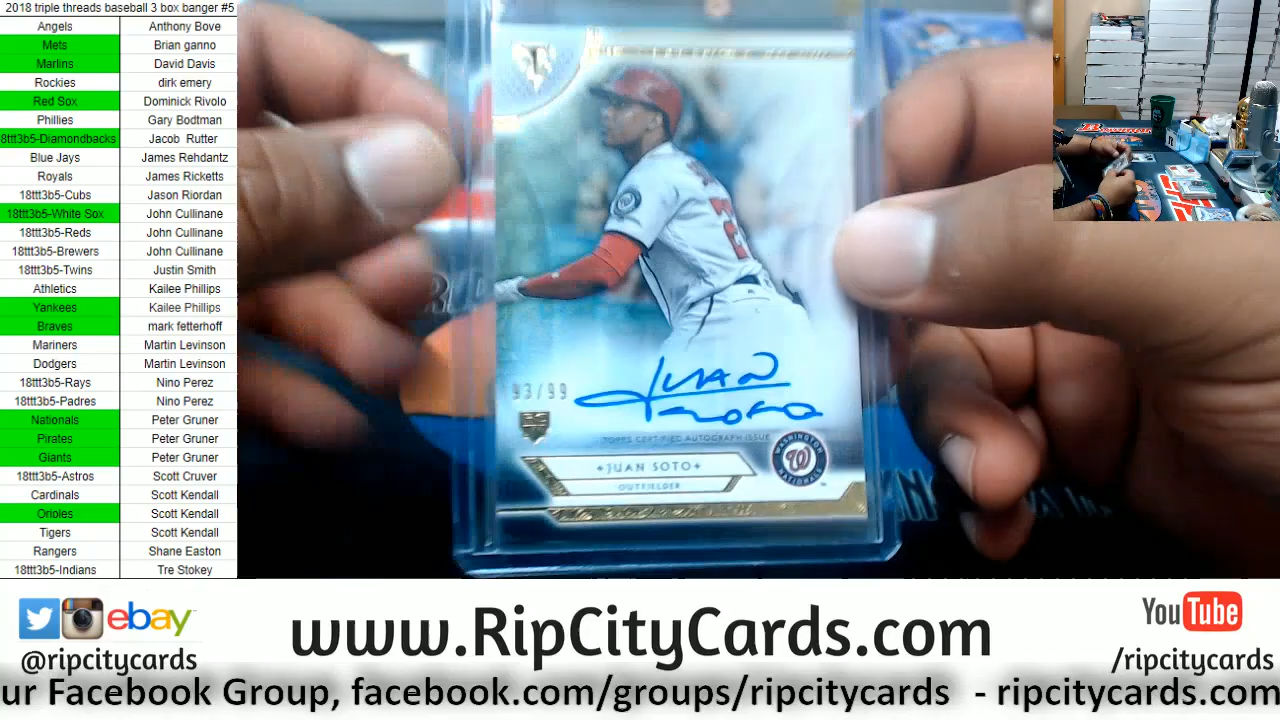 2018 triple threads baseball 3 box banger #5
Angels Anthony Bove
Mets Brian ganno
Marlins David Davis
Rockies dirk emery
Red Sox Dominick Rivolo
Phillies Gary Bodtman
8ttt3b5-Diamondbacks Jacob Rutter
Blue Jays James Rehdantz
Royals James Ricketts
18ttt3b5-Cubs Jason Riordan
18ttt3b5-White Sox John Cullinane
18ttt3b5-Reds John Cullinane
18ttt3b5-Brewers John Cullinane
18ttt3b5-Twins Justin Smith
Athletics Kailee Phillips
Yankees Kailee Phillips
Braves mark fetterhoff
Mariners Martin Levinson
Dodgers Martin Levinson
18ttt3b5-Rays Nino Perez
18ttt3b5-Padres Nino Perez
Nationals Peter Gruner
Pirates Peter Gruner
Giants Peter Gruner
18ttt3b5-Astros Scott Cruver
Cardinals Scott Kendall
Orioles Scott Kendall
Tigers Scott Kendall
Rangers Shane Easton
18ttt3b5-Indians Tre Stokey
93/99
Juan Soto
RC
TOPPS CERTIFIED AUTOGRAPH ISSUE
JUAN SOTO
OUTFIELDER
WASHINGTON
W
NATIONALS
ebay
@ripcitycards
www.RipCityCards.com
YouTube
/ripcitycards
ur Facebook Group, facebook.com/groups/ripcitycards - ripcitycards.com